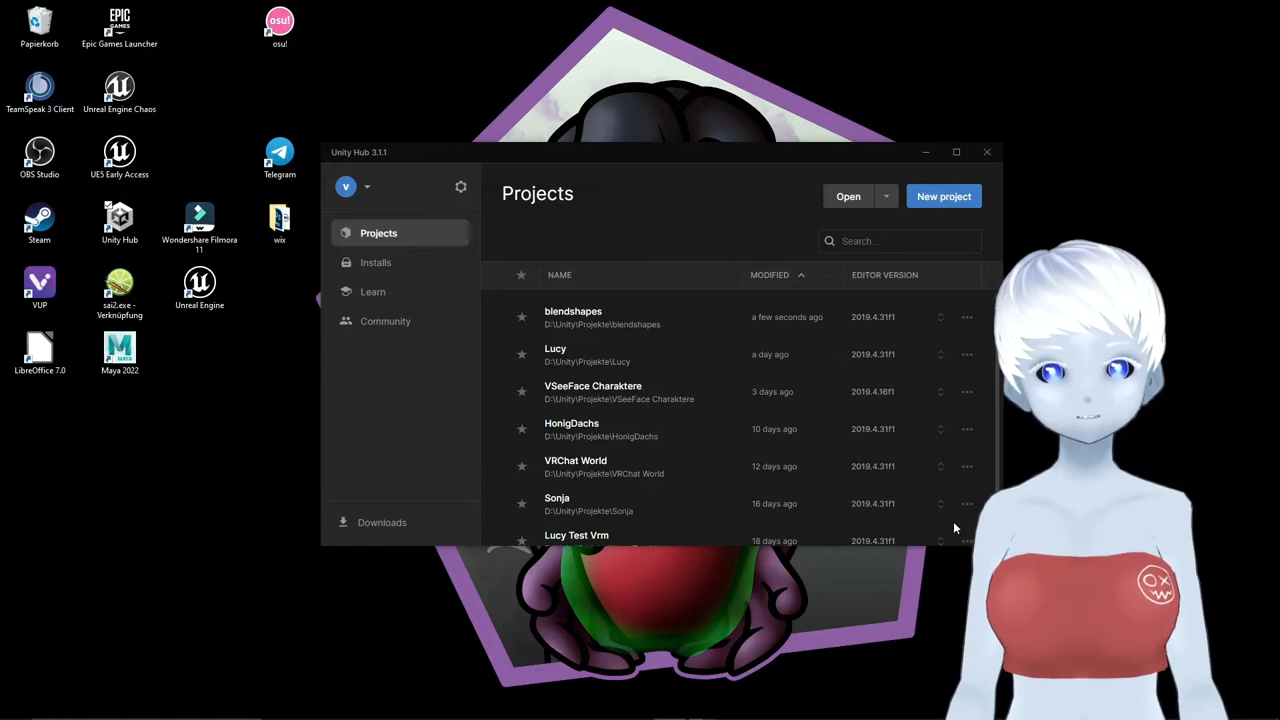 Papierkorb
Epic Games Launcher
osu!
TeamSpeak 3 Client
Unreal Engine Chaos
OBS Studio
UE5 Early Access
Telegram
Steam
Unity Hub
Wondershare Filmora
11
wix
VUP
sai2.exe -
Verknüpfung
Unreal Engine
LibreOffice 7.0
Maya 2022
EPIC
GAMES
osu!
MAYA
Unity Hub 3.1.1
V
Projects
Installs
Learn
Community
Downloads
Projects
Open
New project
Search...
NAME MODIFIED EDITOR VERSION
blendshapes
D:\Unity\Projekte\blendshapes a few seconds ago 2019.4.31f1
Lucy
D:\Unity\Projekte\Lucy a day ago 2019.4.31f1
VSeeFace Charaktere
D:\Unity\Projekte\VSeeFace Charaktere 3 days ago 2019.4.16f1
HonigDachs
D:\Unity\Projekte\HonigDachs 10 days ago 2019.4.31f1
VRChat World
D:\Unity\Projekte\VRChat World 12 days ago 2019.4.31f1
Sonja
D:\Unity\Projekte\Sonja 16 days ago 2019.4.31f1
Lucy Test Vrm 18 days ago 2019.4.31f1